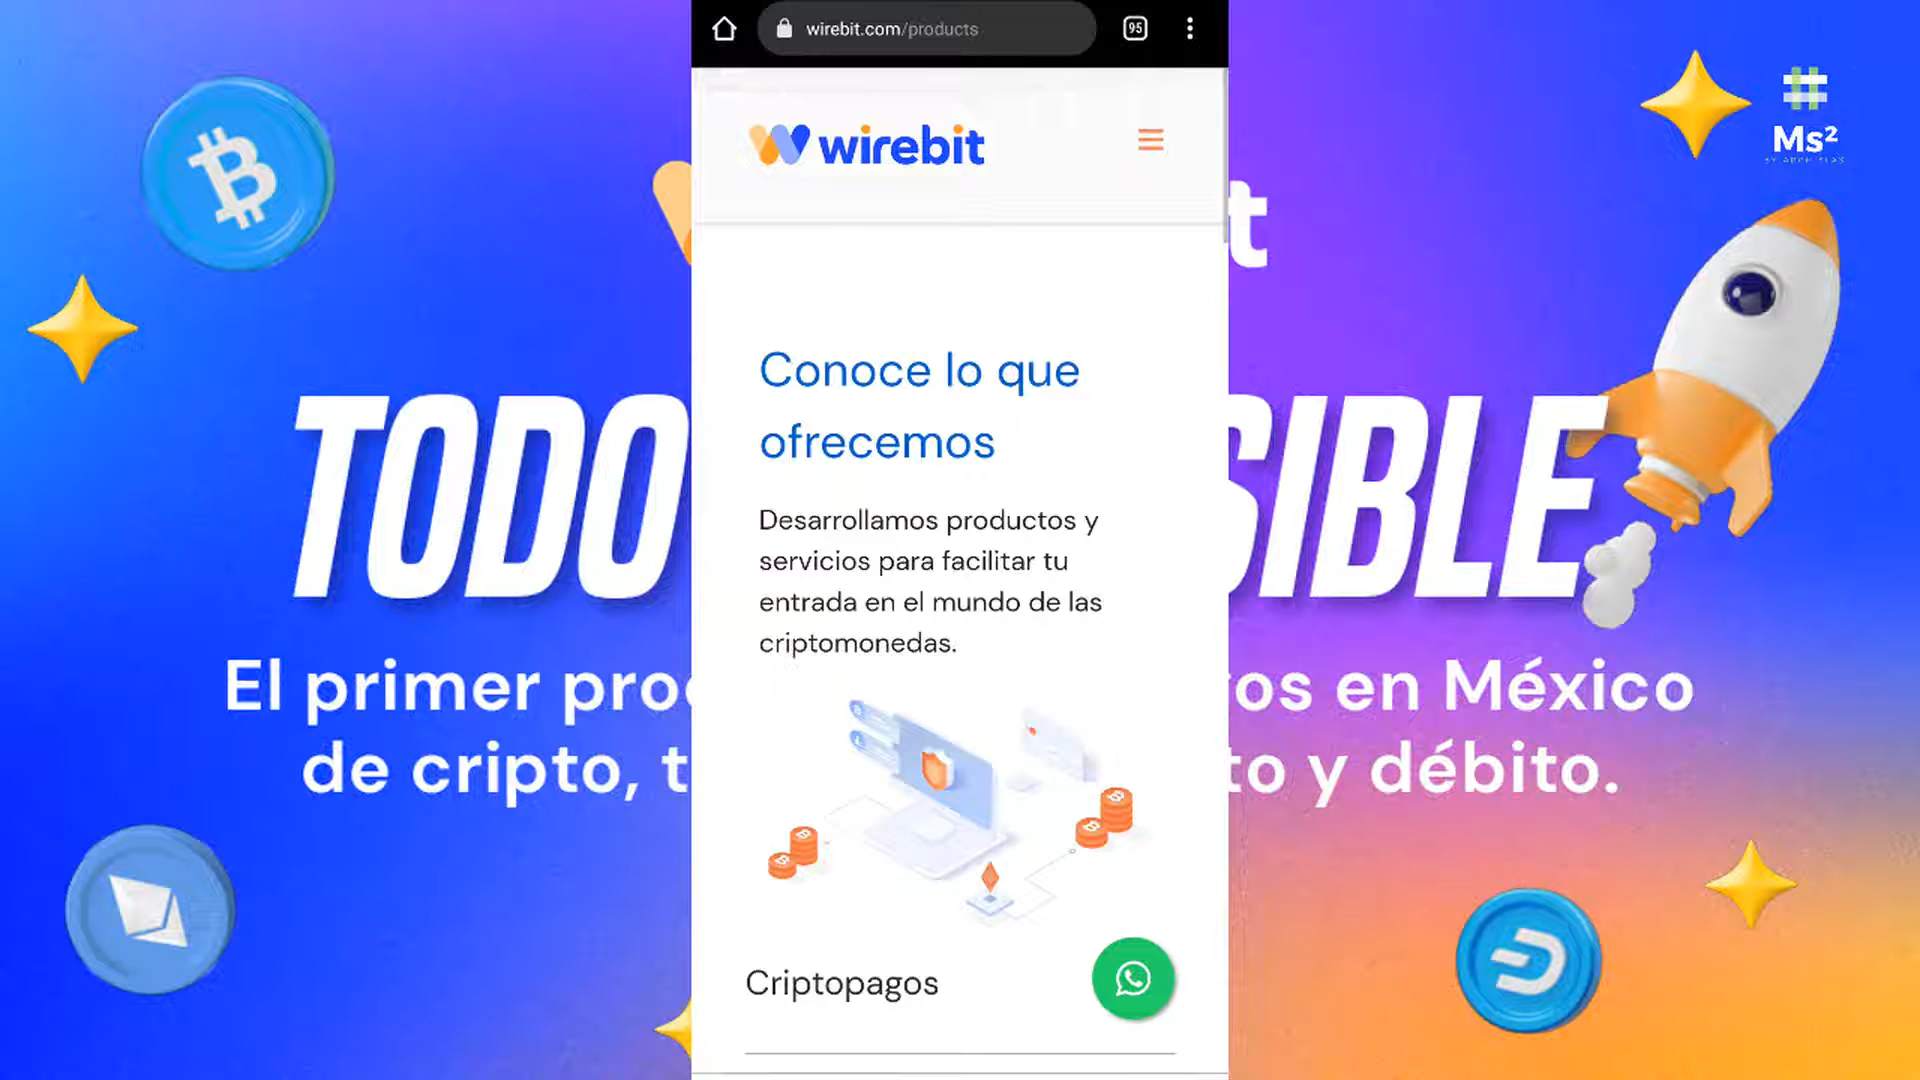 wirebit.com/products
95
wirebit
Ms²
t
Conoce lo que
ofrecemos
TODO SIBLE
Desarrollamos productos y
servicios para facilitar tu
entrada en el mundo de las
criptomonedas.
El primer pro os en México
de cripto, t to y débito.
Criptopagos